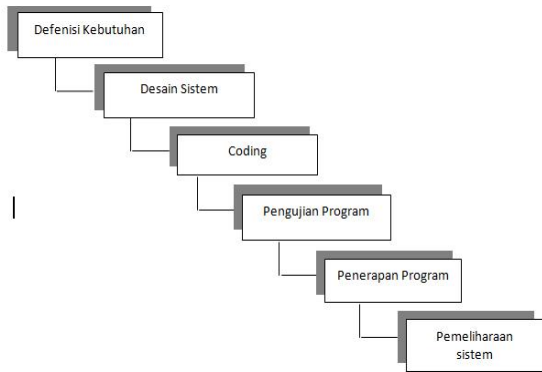 Defenisi Kebutuhan
Desain Sistem
Coding
Pengujian Program
Penerapan Program
Pemeliharaan
sistem